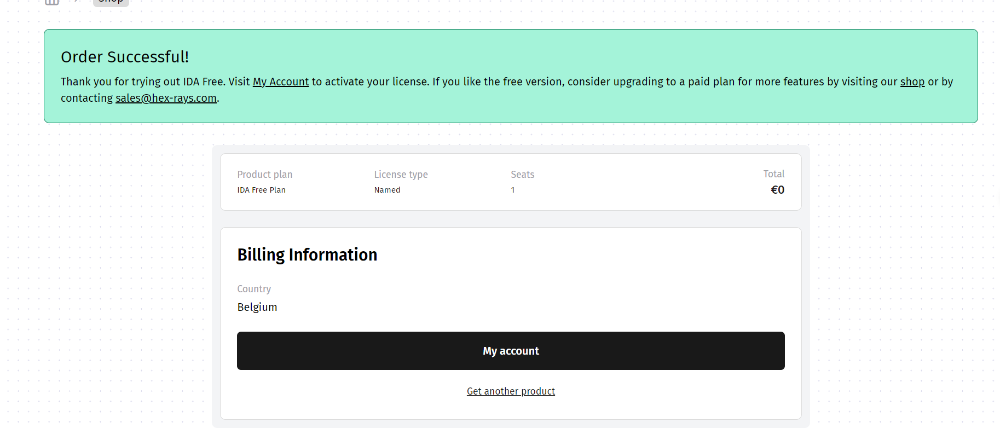 Shop
Order Successful!
Thank you for trying out IDA Free. Visit My Account to activate your license. If you like the free version, consider upgrading to a paid plan for more features by visiting our shop or by
contacting sales@hex-rays.com.
Product plan
IDA Free Plan
License type
Named
Seats
1
Total
€0
Billing Information
Country
Belgium
My account
Get another product